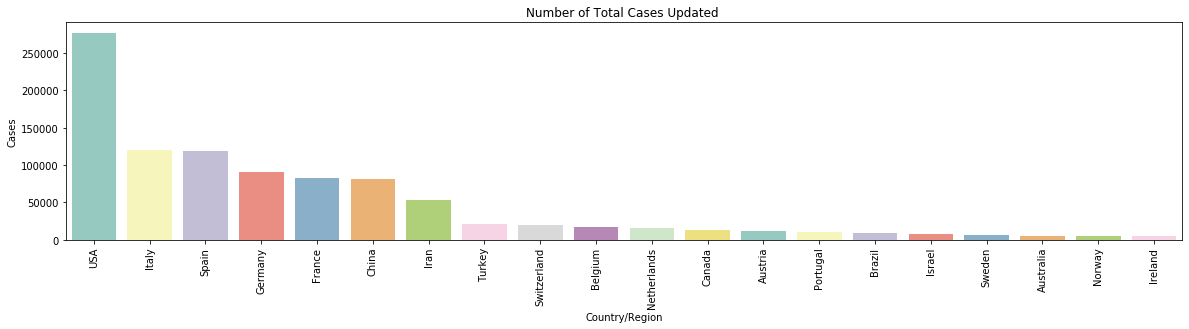 Number of Total Cases Updated
Cases
250000
200000
150000
100000
50000
0
USA
Italy
Spain
Germany
France
China
Iran
Turkey
Switzerland
Belgium
Netherlands
Canada
Austria
Portugal
Brazil
Israel
Sweden
Australia
Norway
Ireland
Country/Region